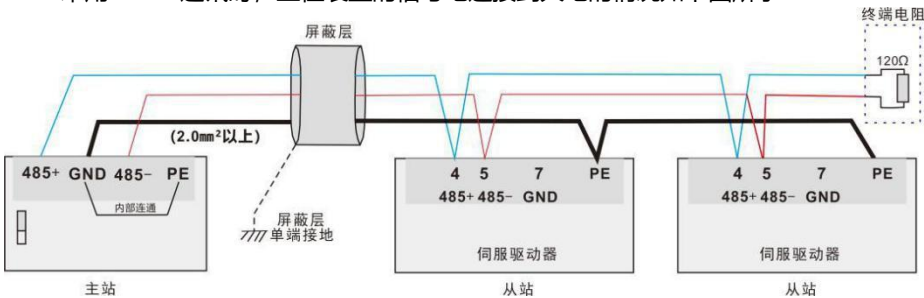 终端电阻
屏蔽层
120Ω
(2.0mm²以上)
485+ GND 485- PE
内部连通
4 5 7 PE
485+ 485- GND
4 5 7 PE
485+ 485- GND
屏蔽层
单端接地
伺服驱动器
伺服驱动器
主站
从站
从站